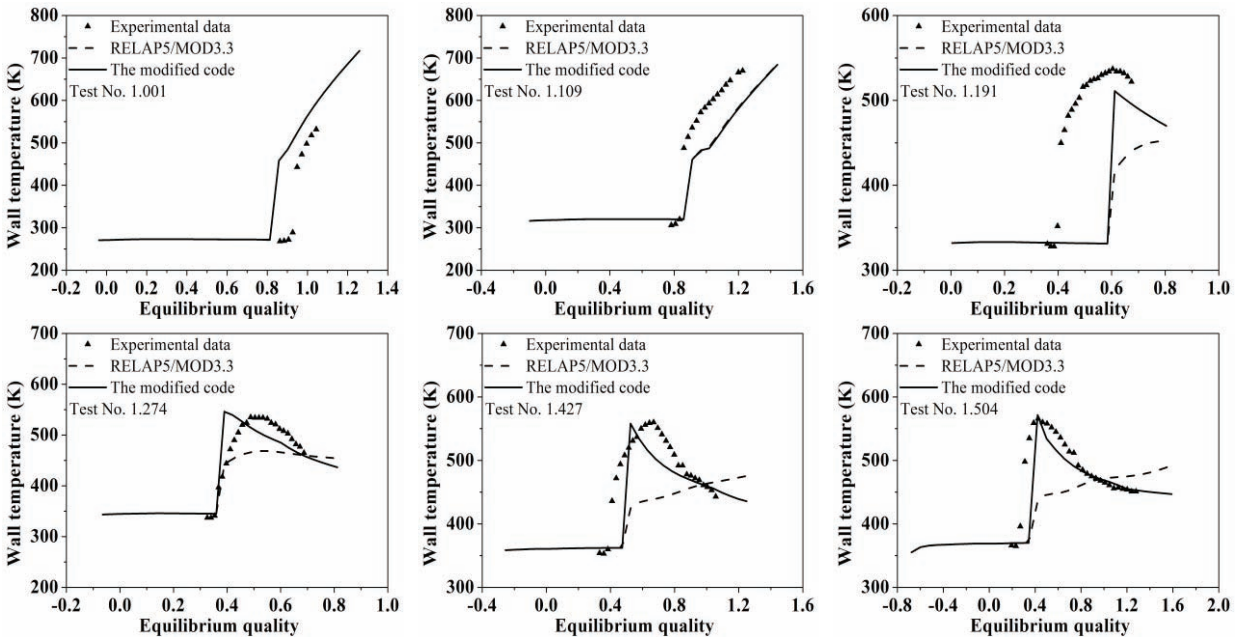 Wall temperature (K)
800
700
600
500
400
300
200
Experimental data
RELAP5/MOD3.3
The modified code
Test No. 1.001
-0.2 0.0 0.2 0.4 0.6 0.8 1.0 1.2 1.4
Equilibrium quality
Wall temperature (K)
800
700
600
500
400
300
200
Experimental data
RELAP5/MOD3.3
The modified code
Test No. 1.109
-0.4 0.0 0.4 0.8 1.2 1.6
Equilibrium quality
Wall temperature (K)
600
500
400
300
Experimental data
RELAP5/MOD3.3
The modified code
Test No. 1.191
-0.2 0.0 0.2 0.4 0.6 0.8 1.0
Equilibrium quality
Wall temperature (K)
700
600
500
400
300
200
Experimental data
RELAP5/MOD3.3
The modified code
Test No. 1.274
-0.2 0.0 0.2 0.4 0.6 0.8 1.0
Equilibrium quality
Wall temperature (K)
700
600
500
400
300
Experimental data
RELAP5/MOD3.3
The modified code
Test No. 1.427
-0.4 0.0 0.4 0.8 1.2 1.6
Equilibrium quality
Wall temperature (K)
700
600
500
400
300
Experimental data
RELAP5/MOD3.3
The modified code
Test No. 1.504
-0.8 -0.4 0.0 0.4 0.8 1.2 1.6 2.0
Equilibrium quality